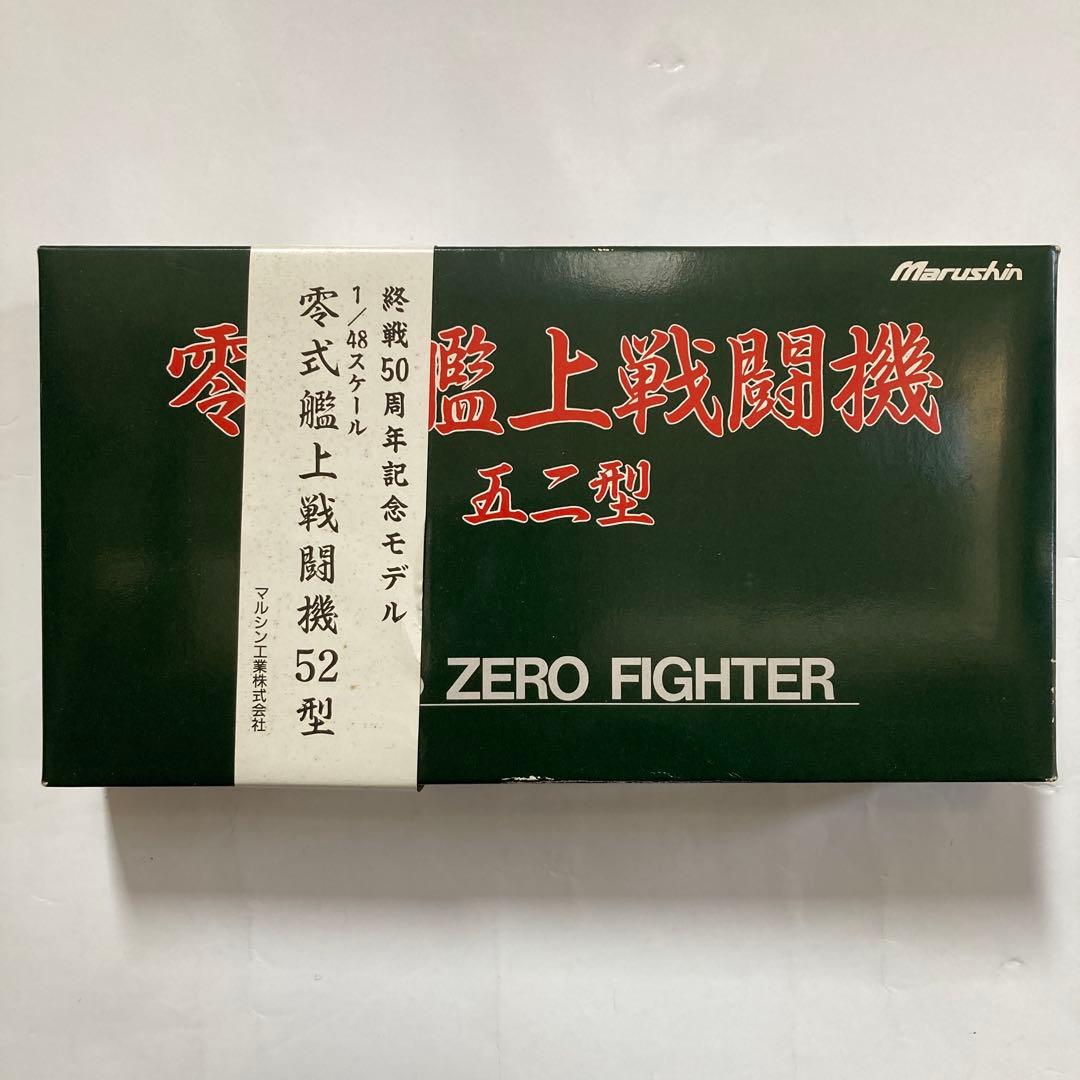 Marushin
零艦上戦闘機
五二型
ZERO FIGHTER
終戦50周年記念モデル
1/48スケール
零式艦上戦闘機52型
マルシン工業株式会社